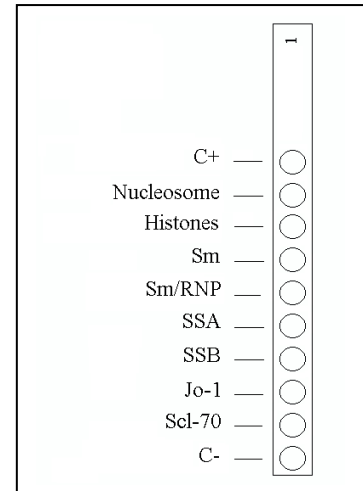 1
C+
Nucleosome
Histones
Sm
Sm/RNP
SSA
SSB
Jo-1
Scl-70
C-